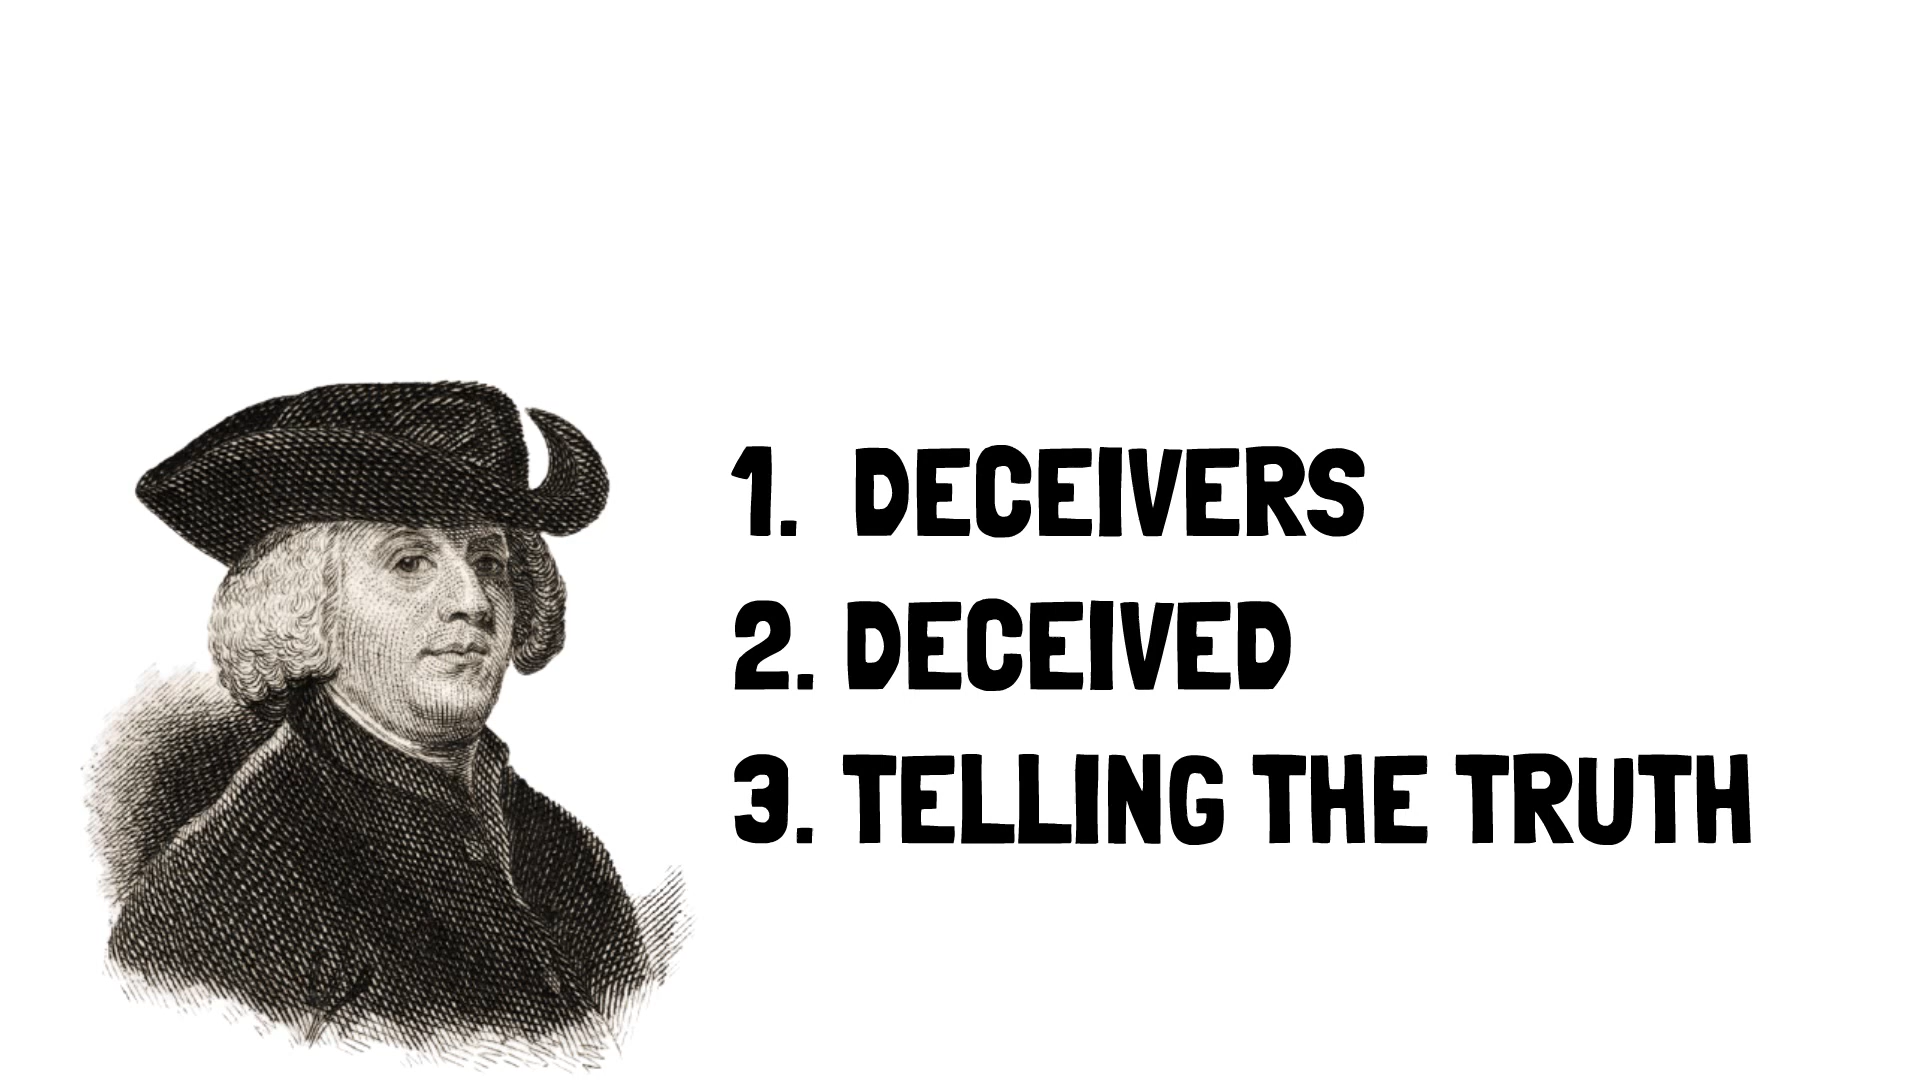 1. DECEIVERS
2. DECEIVED
3. TELLING THE TRUTH